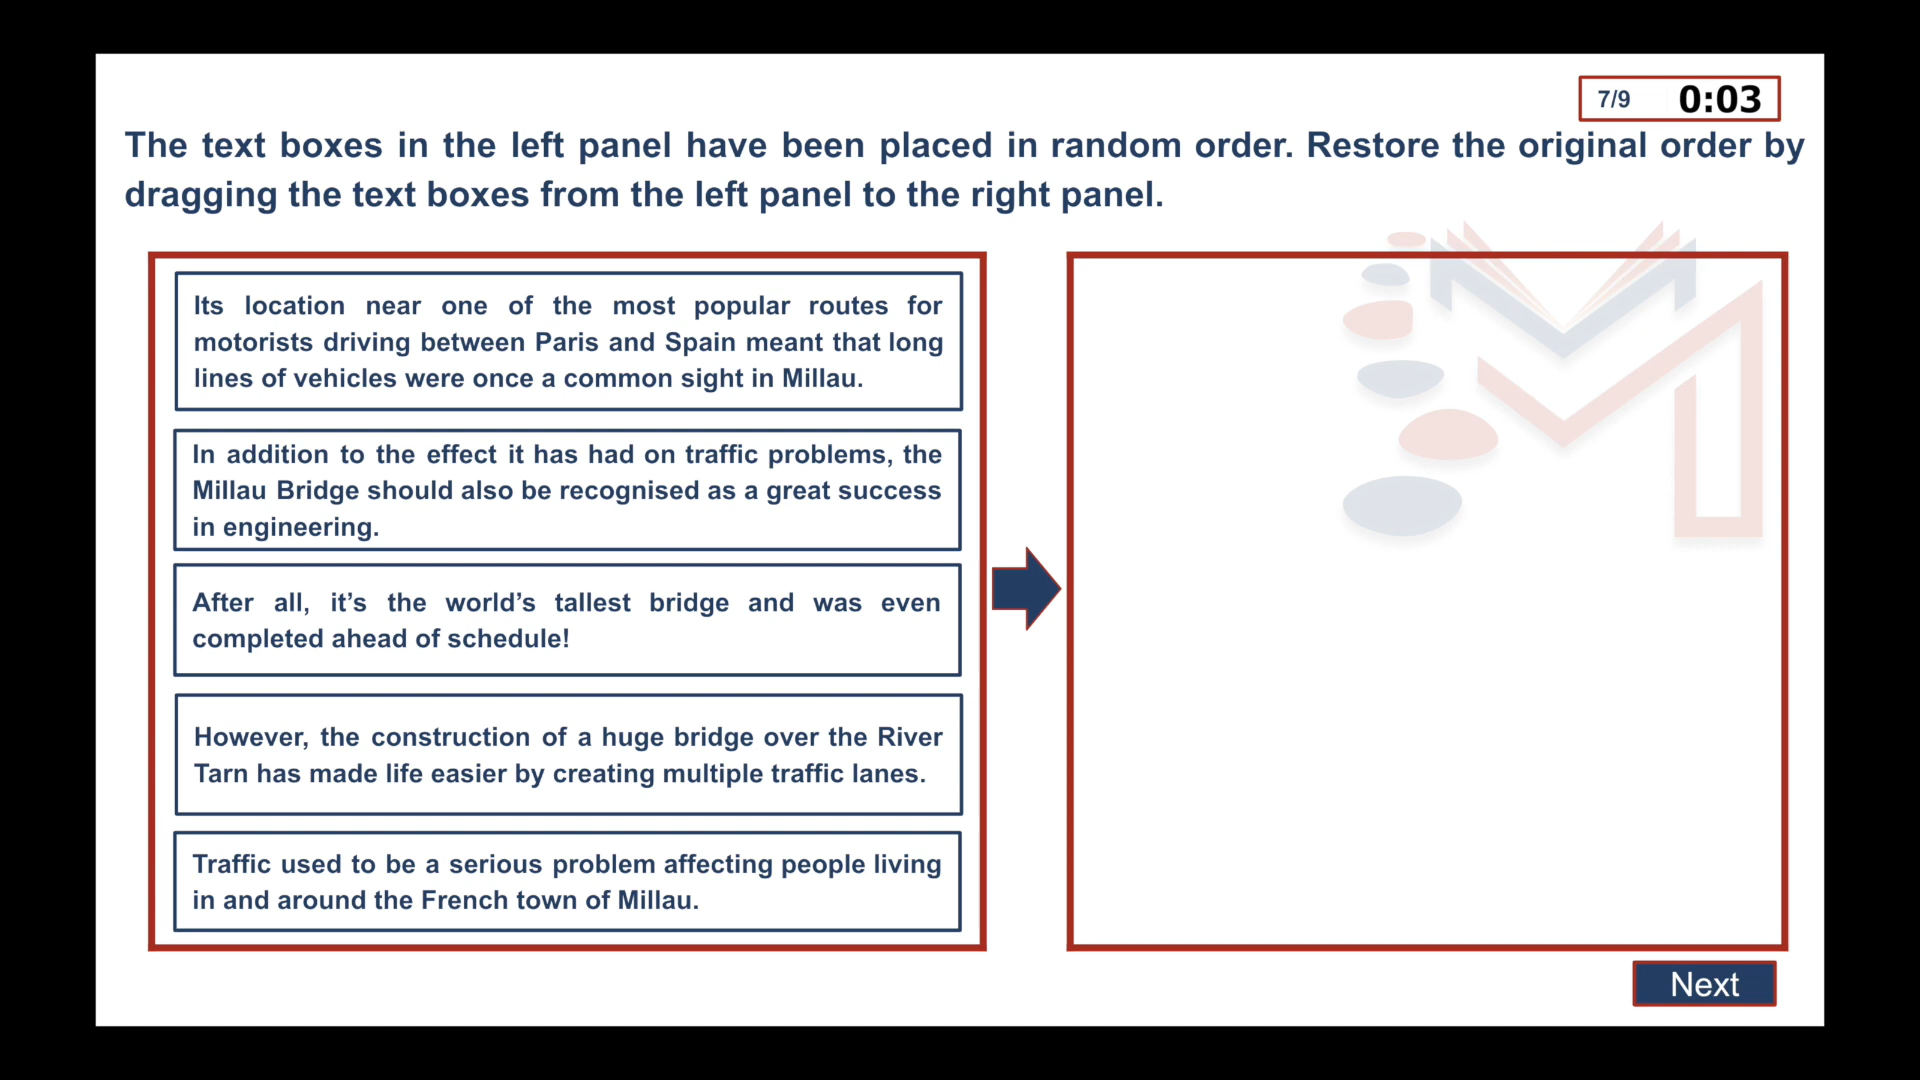 7/9 0:03
The text boxes in the left panel have been placed in random order. Restore the original order by
dragging the text boxes from the left panel to the right panel.
Its location near one of the most popular routes for
motorists driving between Paris and Spain meant that long
lines of vehicles were once a common sight in Millau.
In addition to the effect it has had on traffic problems, the
Millau Bridge should also be recognised as a great success
in engineering.
After all, it’s the world’s tallest bridge and was even
completed ahead of schedule!
However, the construction of a huge bridge over the River
Tarn has made life easier by creating multiple traffic lanes.
Traffic used to be a serious problem affecting people living
in and around the French town of Millau.
Next